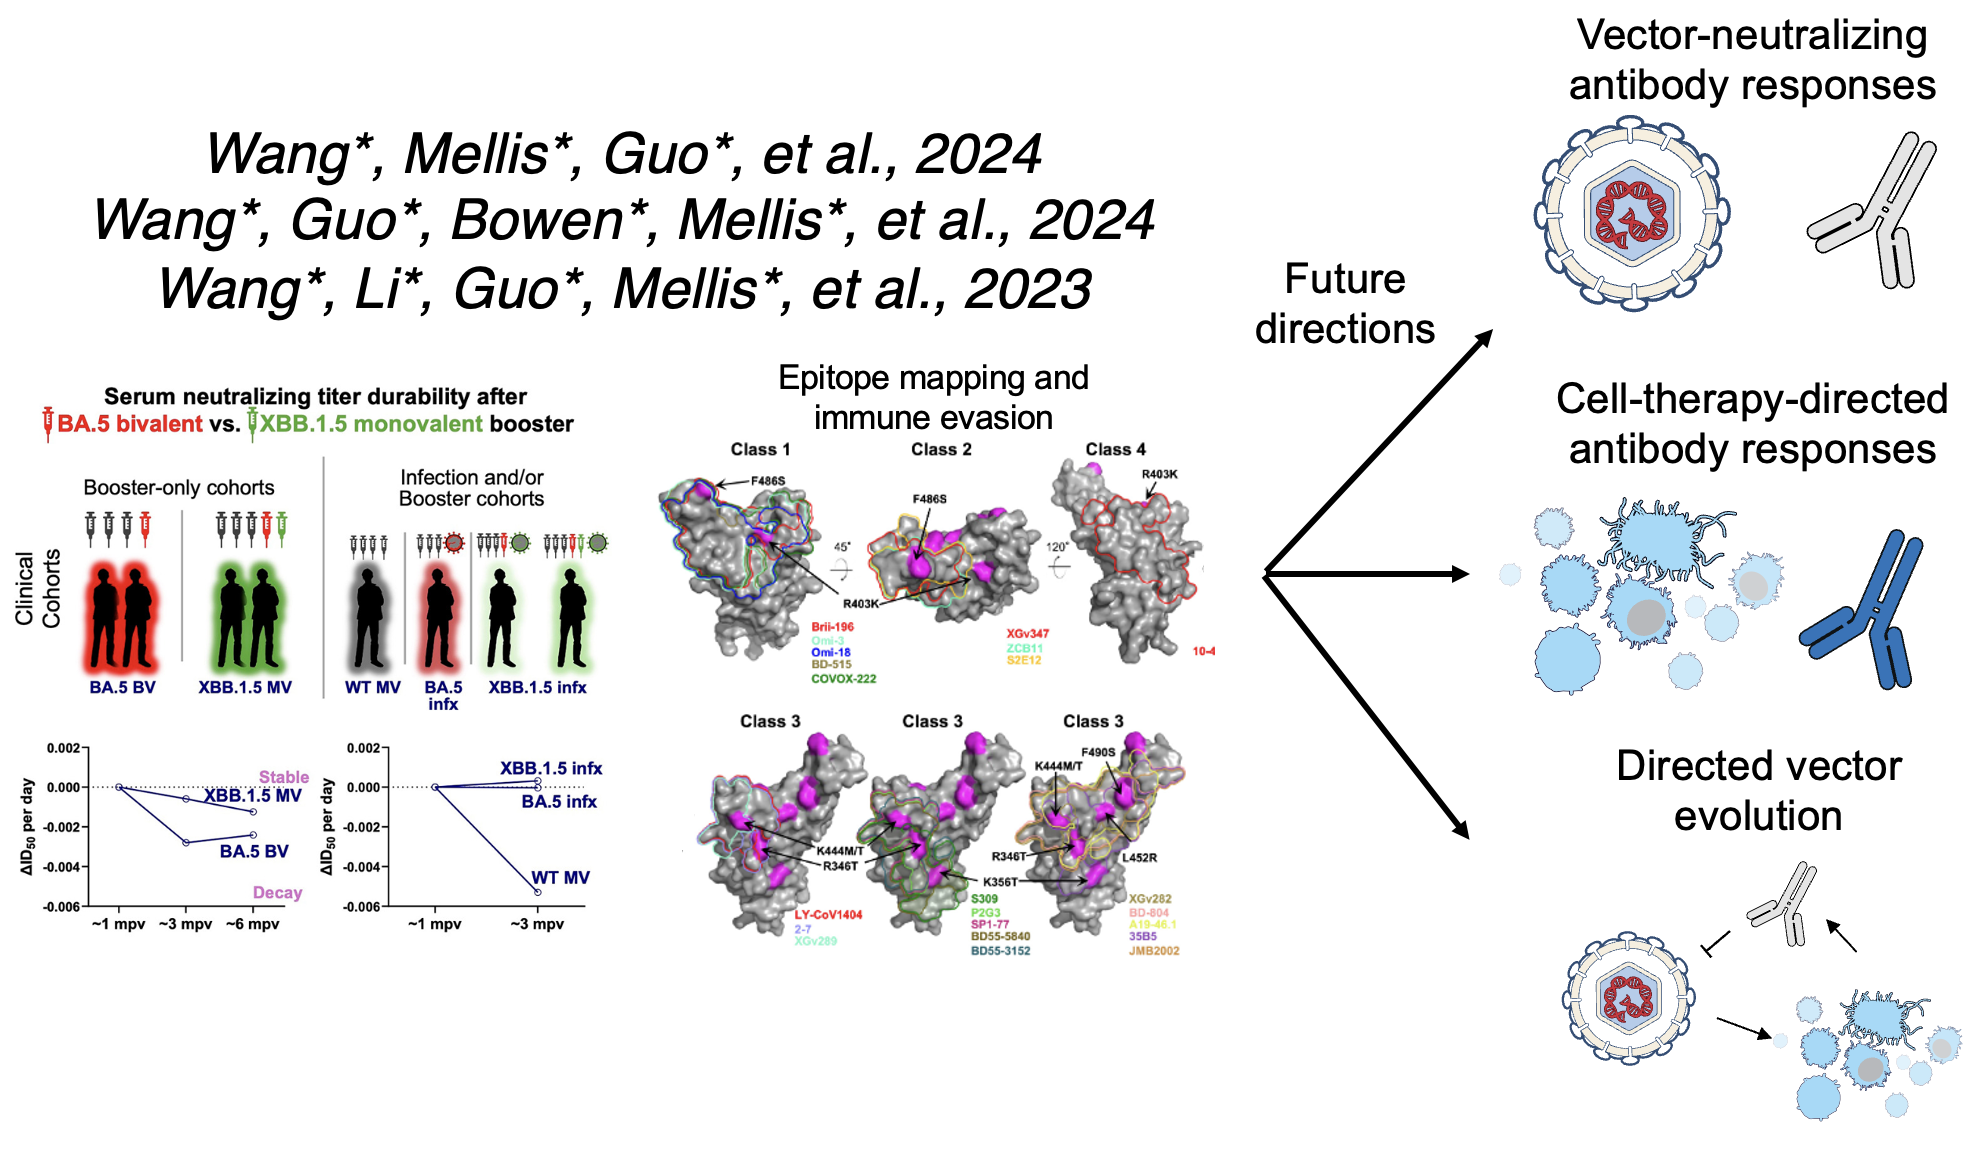 Wang*, Mellis*, Guo*, et al., 2024
Wang*, Guo*, Bowen*, Mellis*, et al., 2024
Wang*, Li*, Guo*, Mellis*, et al., 2023
Serum neutralizing titer durability after
BA.5 bivalent vs. XBB.1.5 monovalent booster
Booster-only cohorts
Infection and/or
Booster cohorts
Clinical
Cohorts
BA.5 BV
XBB.1.5 MV
WT MV
BA.5
infx
XBB.1.5 infx
ΔID50 per day
0.002
0.000
-0.002
-0.004
-0.006
Stable
XBB.1.5 MV
BA.5 BV
Decay
~1 mpv
~3 mpv
~6 mpv
ΔID50 per day
0.002
0.000
-0.002
-0.004
-0.006
XBB.1.5 infx
BA.5 infx
WT MV
~1 mpv
~3 mpv
Epitope mapping and
immune evasion
Class 1
Class 2
Class 4
F486S
F486S
R403K
45°
120°
R403K
Brii-196
Omi-3
Omi-18
BD-515
COVOX-222
XGv347
ZCB11
S2E12
10-4
Class 3
Class 3
Class 3
F490S
K444M/T
K444M/T
R346T
R346T
L452R
K356T
LY-CoV1404
2-7
XGv289
S309
P2G3
SP1-77
BD55-5840
BD55-3152
XGv282
BD-804
A19-46.1
35B5
JMB2002
Future
directions
Vector-neutralizing
antibody responses
Cell-therapy-directed
antibody responses
Directed vector
evolution